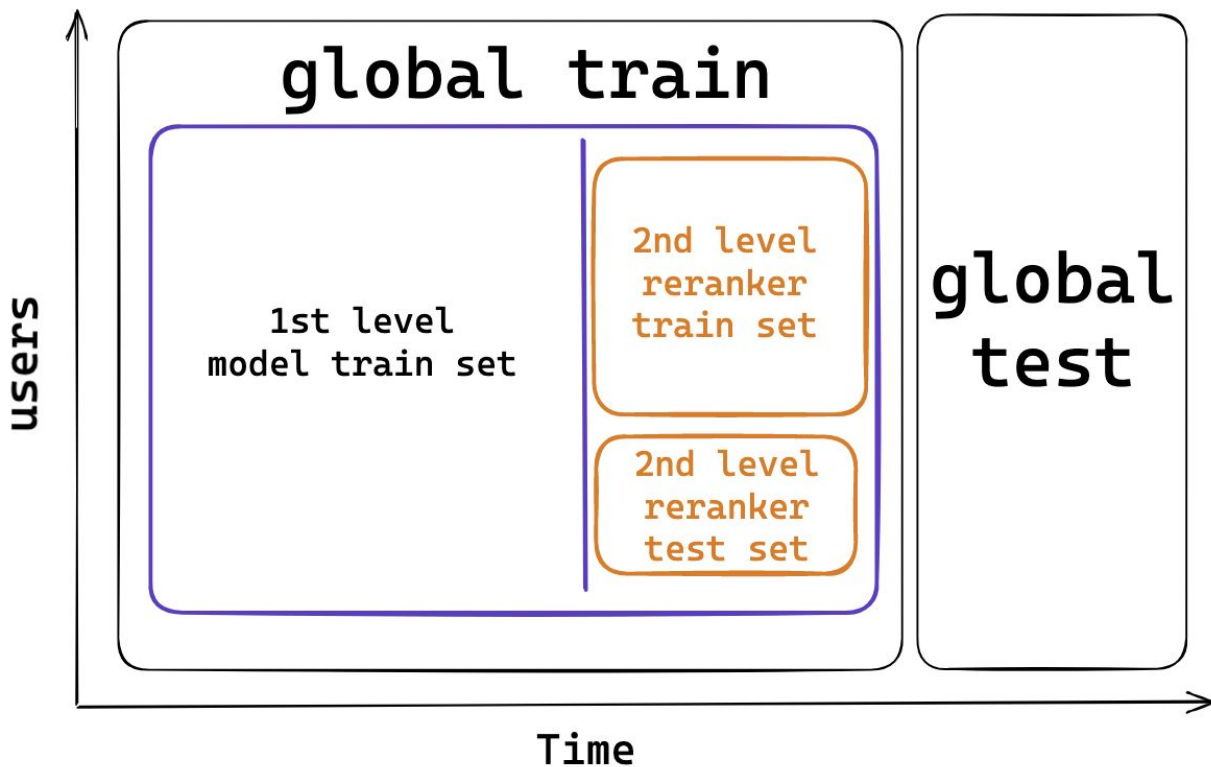 global train
1st level
model train set
2nd level
reranker
train set
2nd level
reranker
test set
global
test
users
Time